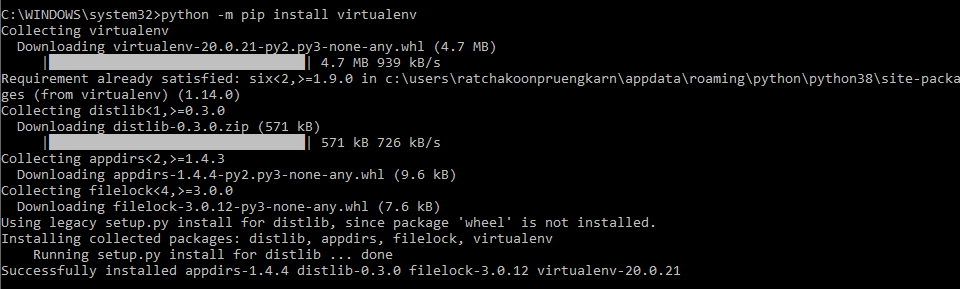 C:\WINDOWS\system32>python -m pip install virtualenv
Collecting virtualenv
  Downloading virtualenv-20.0.21-py2.py3-none-any.whl (4.7 MB)
     |████████████████████████████████| 4.7 MB 939 kB/s
Requirement already satisfied: six<2,>=1.9.0 in c:\users\ratchakoonpruengkarn\appdata\roaming\python\python38\site-packa
ges (from virtualenv) (1.14.0)
Collecting distlib<1,>=0.3.0
  Downloading distlib-0.3.0.zip (571 kB)
     |████████████████████████████████| 571 kB 726 kB/s
Collecting appdirs<2,>=1.4.3
  Downloading appdirs-1.4.4-py2.py3-none-any.whl (9.6 kB)
Collecting filelock<4,>=3.0.0
  Downloading filelock-3.0.12-py3-none-any.whl (7.6 kB)
Using legacy setup.py install for distlib, since package 'wheel' is not installed.
Installing collected packages: distlib, appdirs, filelock, virtualenv
    Running setup.py install for distlib ... done
Successfully installed appdirs-1.4.4 distlib-0.3.0 filelock-3.0.12 virtualenv-20.0.21